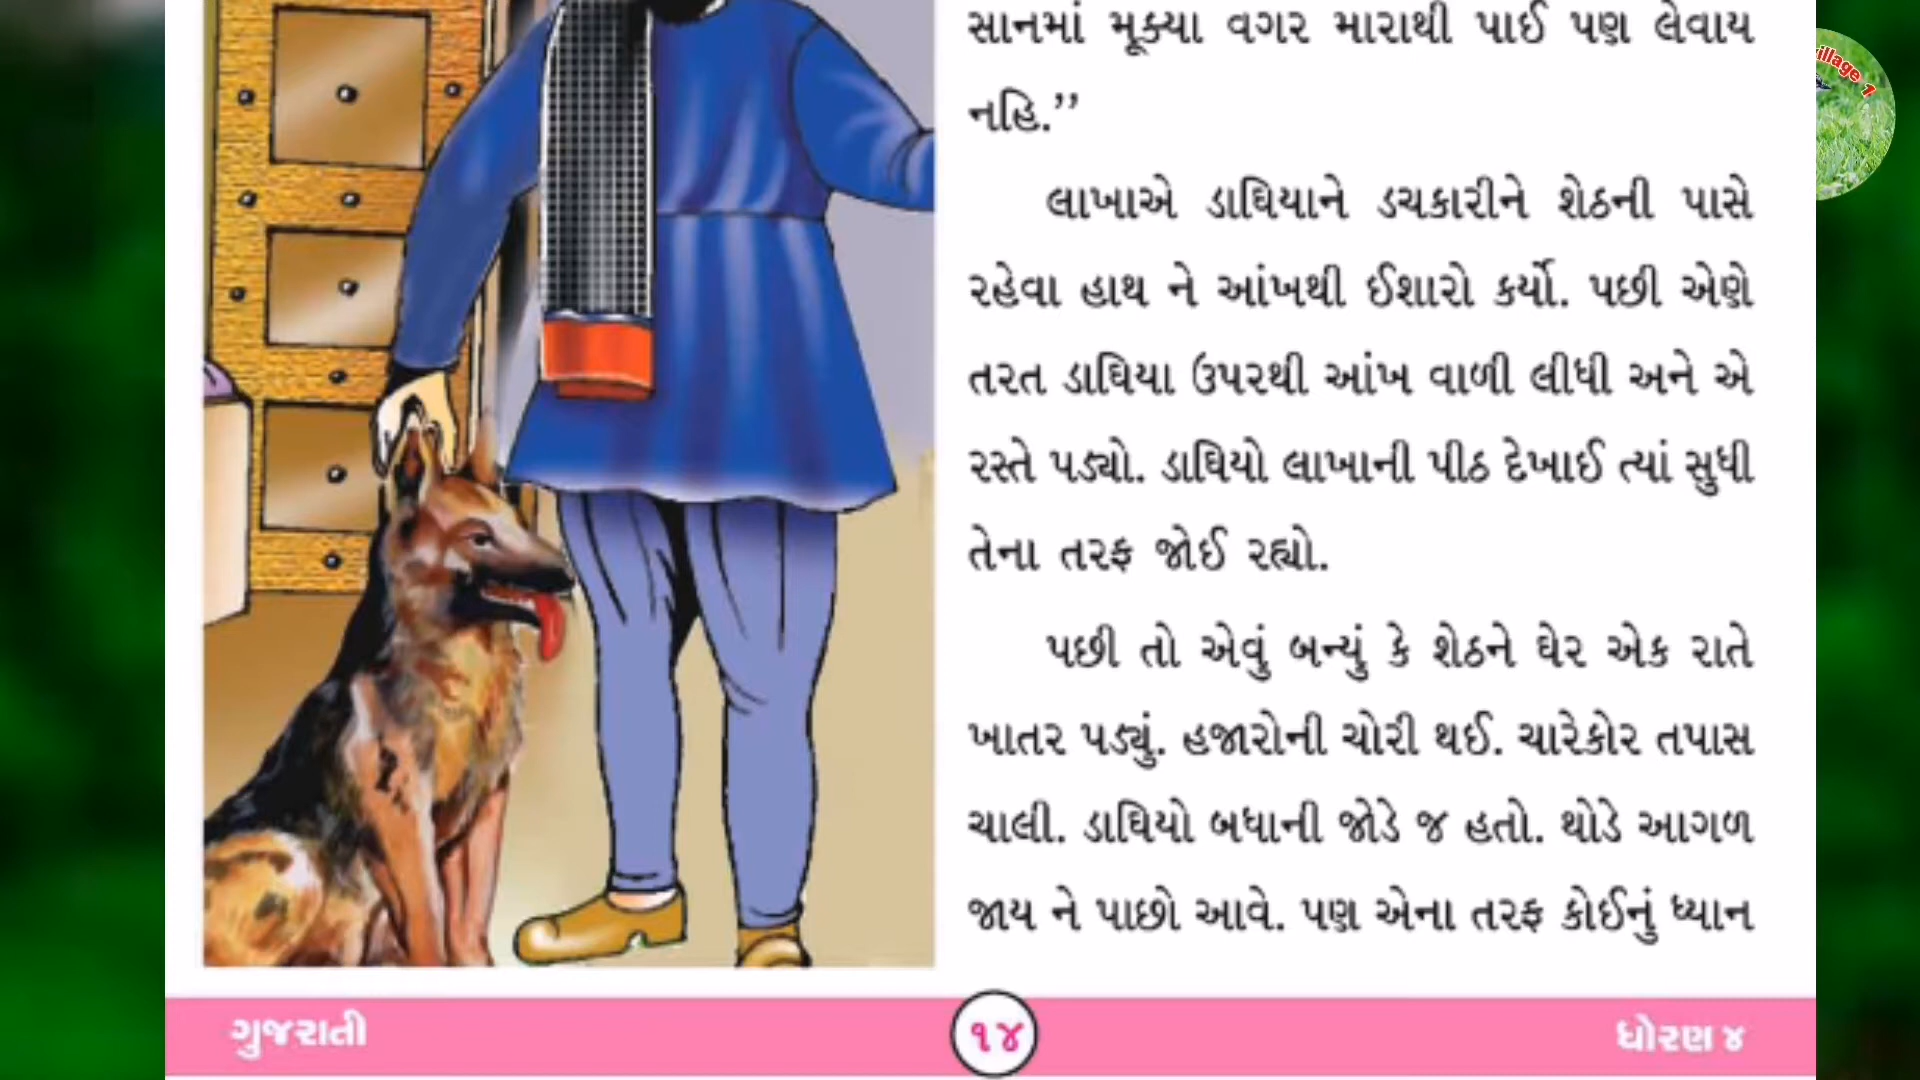 સાનમાં મૂક્યા વગર મારાથી પાઈ પણ લેવાય
નહિ.”
લાખાએ ડાઘિયાને ડચકારીને શેઠની પાસે
રહેવા હાથ ને આંખથી ઈશારો કર્યો. પછી એણે
તરત ડાઘિયા ઉપરથી આંખ વાળી લીધી અને એ
રસ્તે પડ્યો. ડાઘિયો લાખાની પીઠ દેખાઈ ત્યાં સુધી
તેના તરફ જોઈ રહ્યો.
પછી તો એવું બન્યું કે શેઠને ઘેર એક રાતે
ખાતર પડ્યું. હજારોની ચોરી થઈ. ચારેકોર તપાસ
ચાલી. ડાઘિયો બધાની જોડે જ હતો. થોડે આગળ
જાય ને પાછો આવે. પણ એના તરફ કોઈનું ધ્યાન
ગુજરાતી
૧૪
ધોરણ ૪
village 1